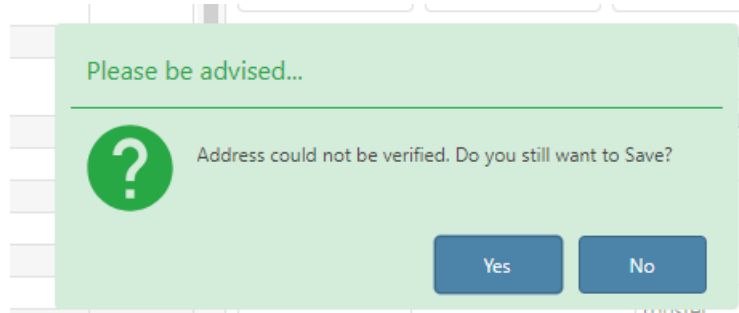 Please be advised...
Address could not be verified. Do you still want to Save?
Yes No